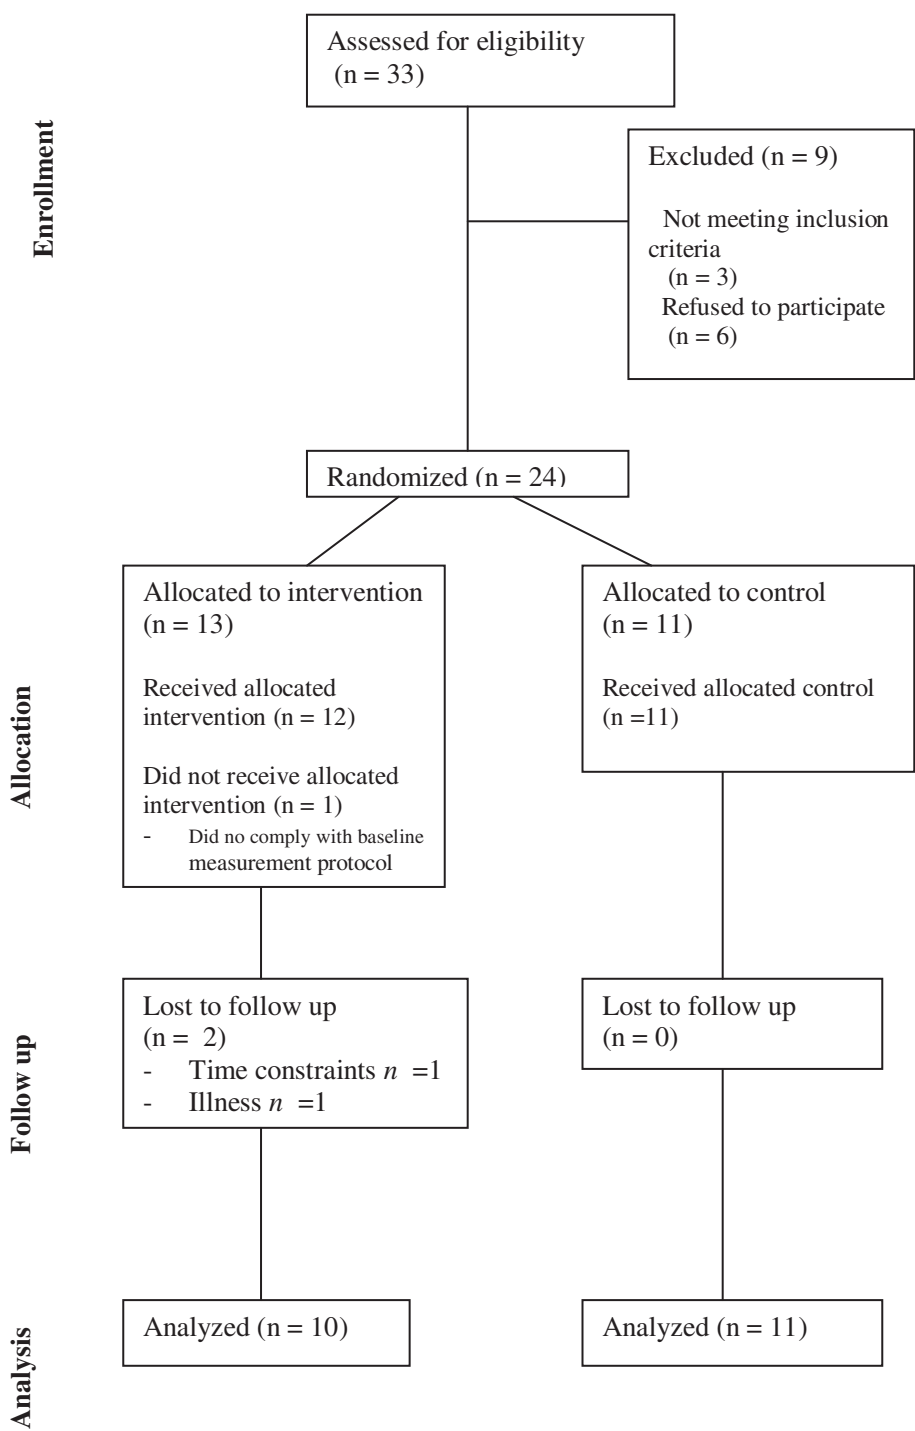 Assessed for eligibility
(n = 33)
Enrollment
Excluded (n = 9)
Not meeting inclusion
criteria
(n = 3)
Refused to participate
(n = 6)
Randomized (n = 24)
Allocation
Allocated to intervention
(n = 13)
Received allocated
intervention (n = 12)
Did not receive allocated
intervention (n = 1)
- Did no comply with baseline
measurement protocol
Allocated to control
(n = 11)
Received allocated control
(n =11)
Follow up
Lost to follow up
(n = 2)
- Time constraints n =1
- Illness n =1
Lost to follow up
(n = 0)
Analysis
Analyzed (n = 10)
Analyzed (n = 11)